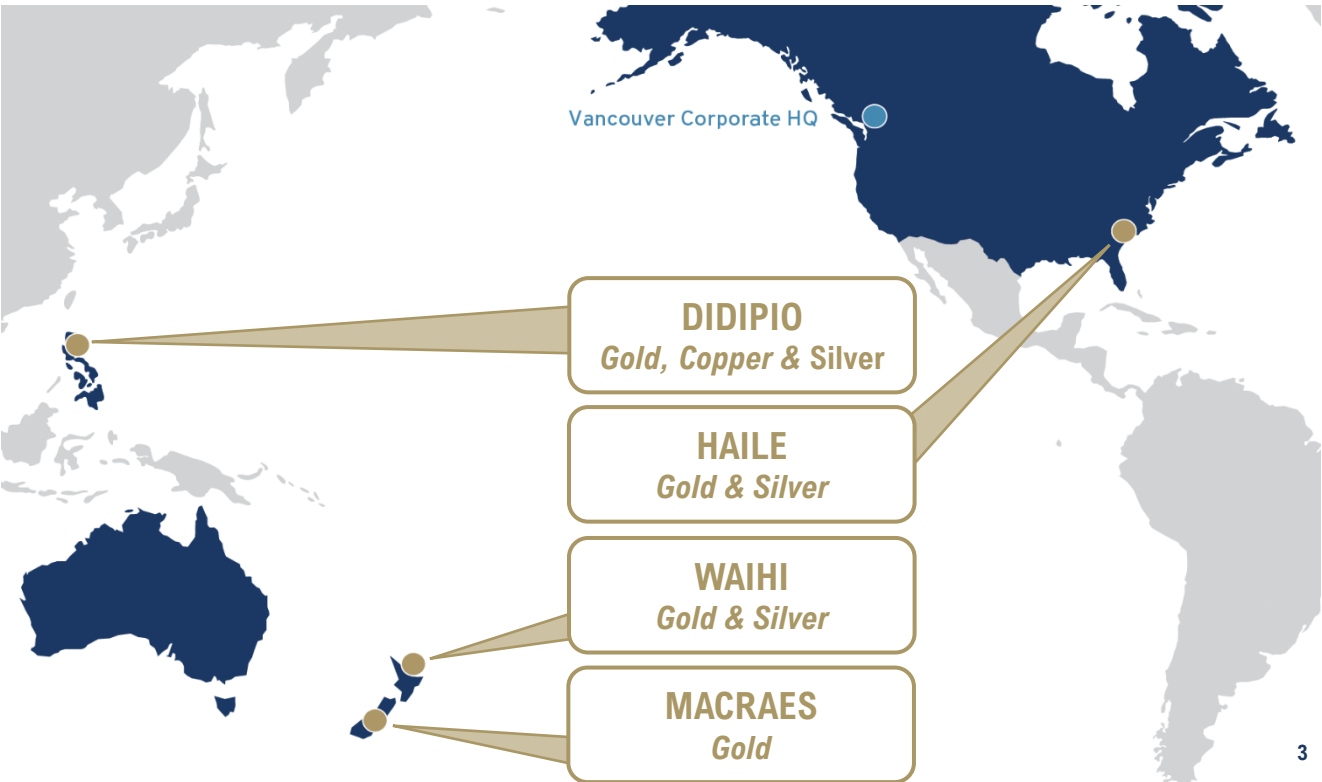 Vancouver Corporate HQ
DIDIPIO
Gold, Copper & Silver
HAILE
Gold & Silver
WAIHI
Gold & Silver
MACRAES
Gold
3